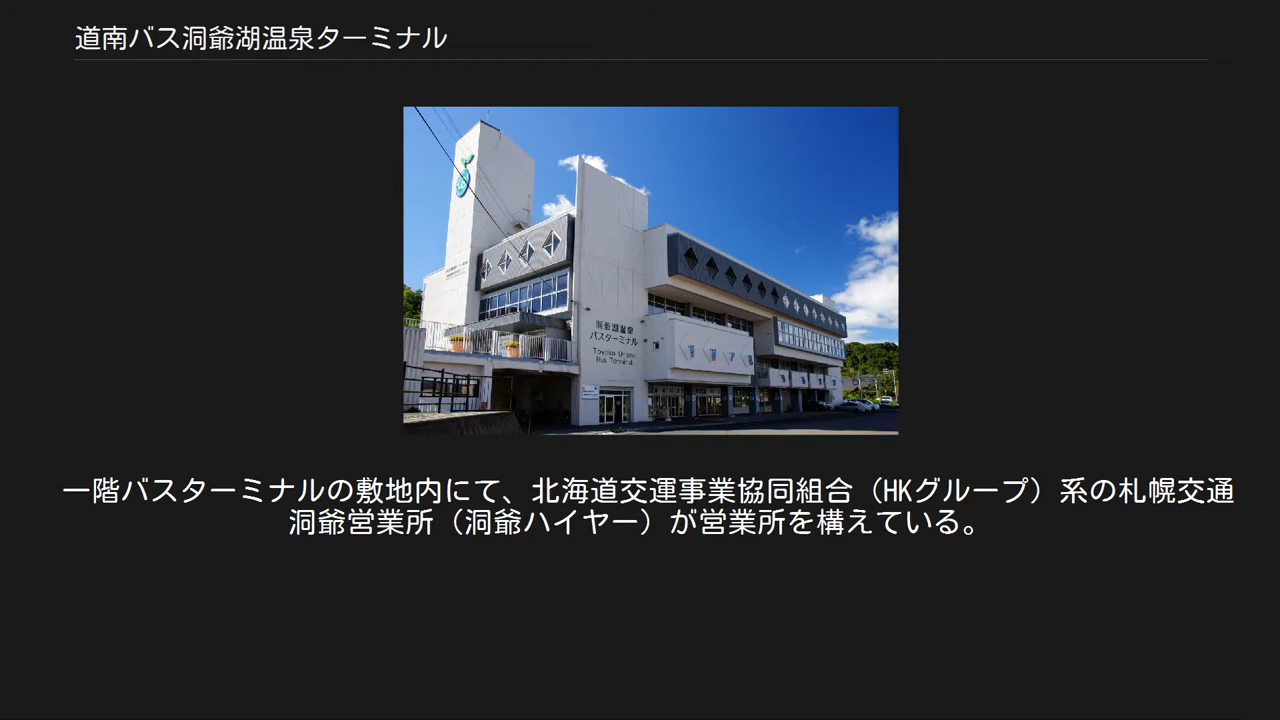 道南バス洞爺湖温泉ターミナル
洞爺湖温泉
バスターミナル
Toyako Onsen
Bus Terminal
一階バスターミナルの敷地内にて、北海道交運事業協同組合（HKグループ）系の札幌交通
洞爺営業所（洞爺ハイヤー）が営業所を構えている。